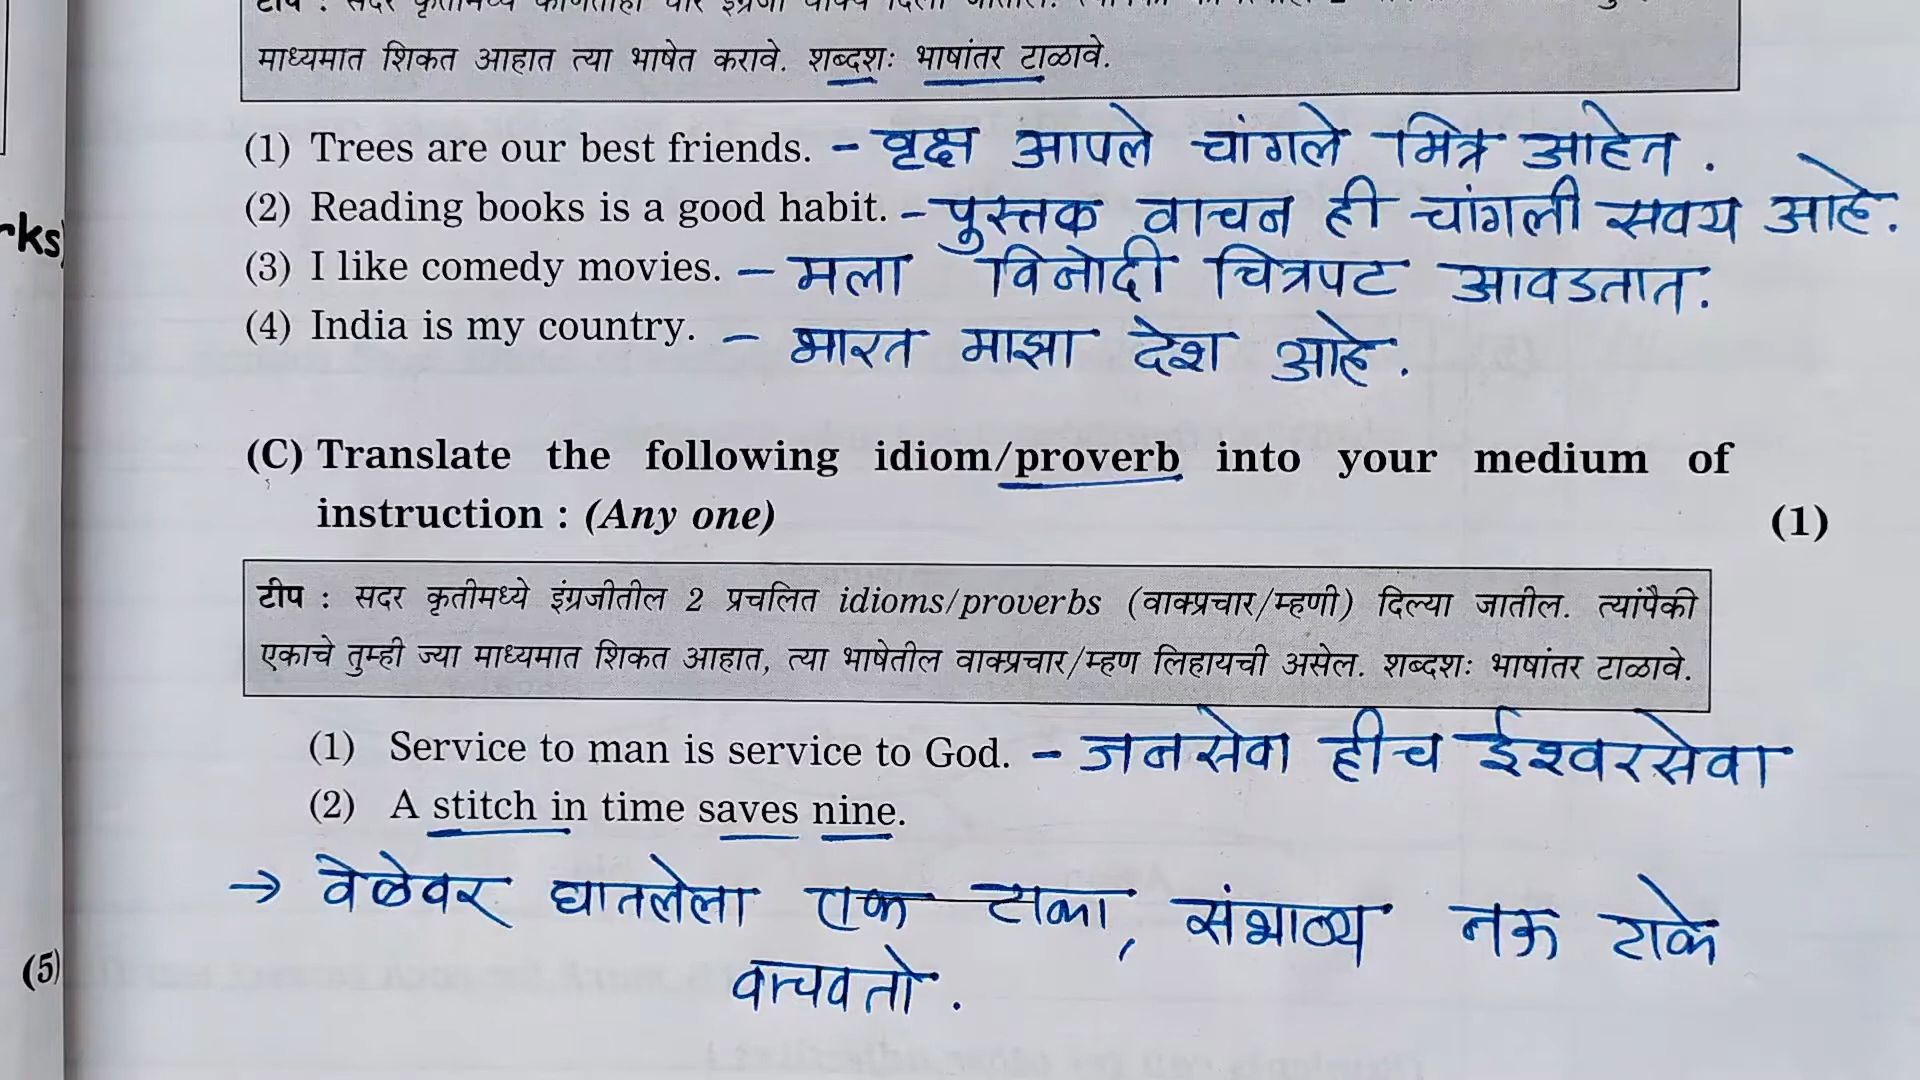 माध्यमात शिकत आहात त्या भाषेत करावे. शब्दशः भाषांतर टाळावे.
(1) Trees are our best friends. - वृक्ष आपले चांगले मित्र आहेत.
(2) Reading books is a good habit. - पुस्तक वाचन ही चांगली सवय आहे.
rks)
(3) I like comedy movies. - मला विनोदी चित्रपट आवडतात.
(4) India is my country. - भारत माझा देश आहे.
(C) Translate the following idiom/proverb into your medium of
instruction : (Any one) (1)
टीप : सदर कृतीमध्ये इंग्रजीतील 2 प्रचलित idioms/proverbs (वाक्प्रचार/म्हणी) दिल्या जातील. त्यांपैकी
एकाचे तुम्ही ज्या माध्यमात शिकत आहात, त्या भाषेतील वाक्प्रचार/म्हण लिहायची असेल. शब्दशः भाषांतर टाळावे.
(1) Service to man is service to God. - जनसेवा हीच ईश्वरसेवा
(2) A stitch in time saves nine.
→ वेळेवर घातलेला एक टाका, संभाव्य नऊ टाके
(5)
वाचवतो.